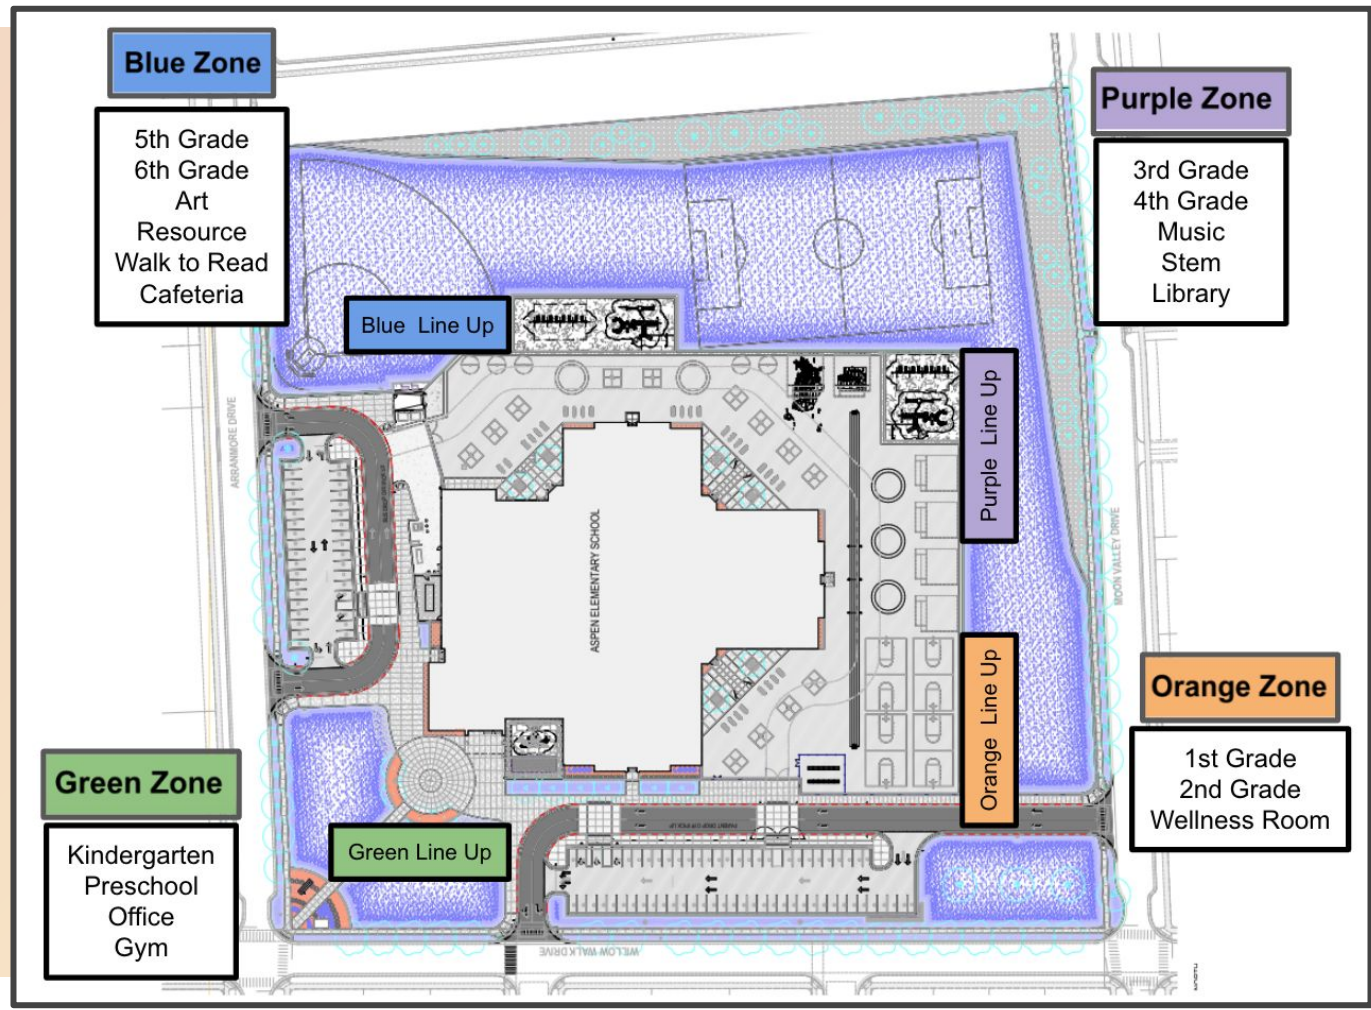 Blue Zone
5th Grade
6th Grade
Art
Resource
Walk to Read
Cafeteria
Purple Zone
3rd Grade
4th Grade
Music
Stem
Library
Blue Line Up
Purple Line Up
ARRANMORE DRIVE
ASPEN ELEMENTARY SCHOOL
MOON VALLEY DRIVE
Orange Line Up
Orange Zone
1st Grade
2nd Grade
Wellness Room
Green Zone
Kindergarten
Preschool
Office
Gym
Green Line Up
WILLOW WALK DRIVE